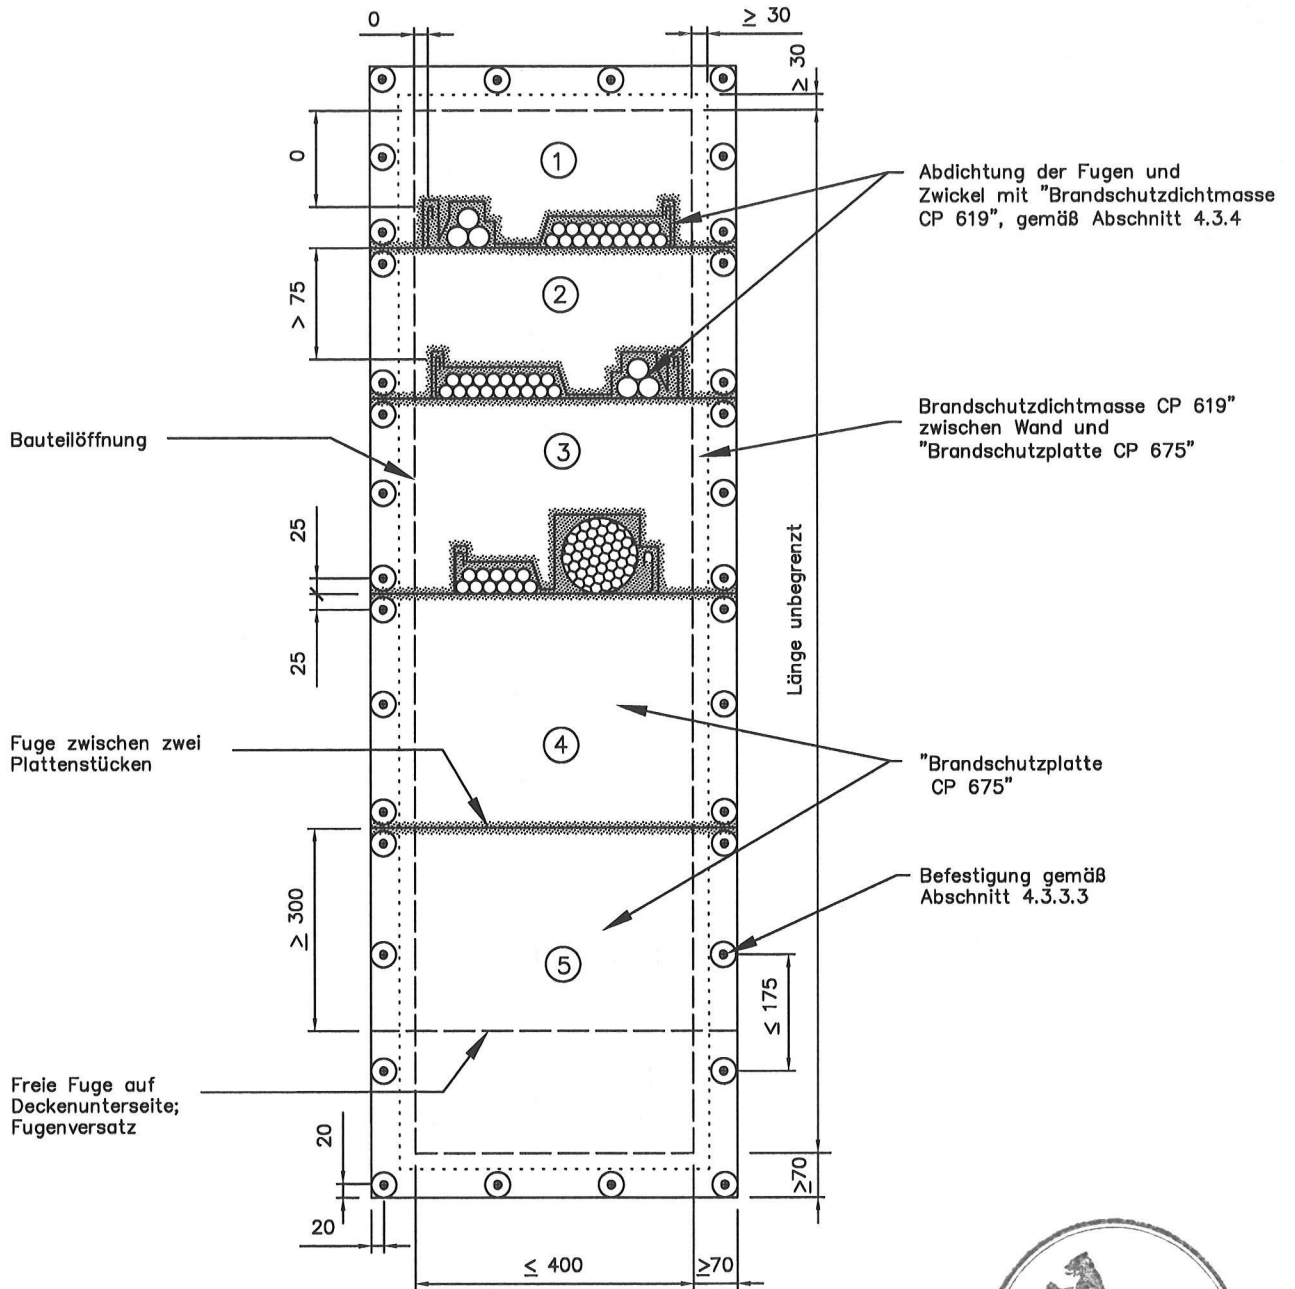 0
≥ 30
≥ 30
0
①
Abdichtung der Fugen und
Zwickel mit "Brandschutzdichtmasse
CP 619", gemäß Abschnitt 4.3.4
> 75
②
Brandschutzdichtmasse CP 619"
zwischen Wand und
"Brandschutzplatte CP 675"
Bauteilöffnung
③
25
Länge unbegrenzt
25
Fuge zwischen zwei
Plattenstücken
④
"Brandschutzplatte
CP 675"
≥ 300
Befestigung gemäß
Abschnitt 4.3.3.3
⑤
≤ 175
Freie Fuge auf
Deckenunterseite;
Fugenversatz
20
≥70
20
≤ 400
≥70